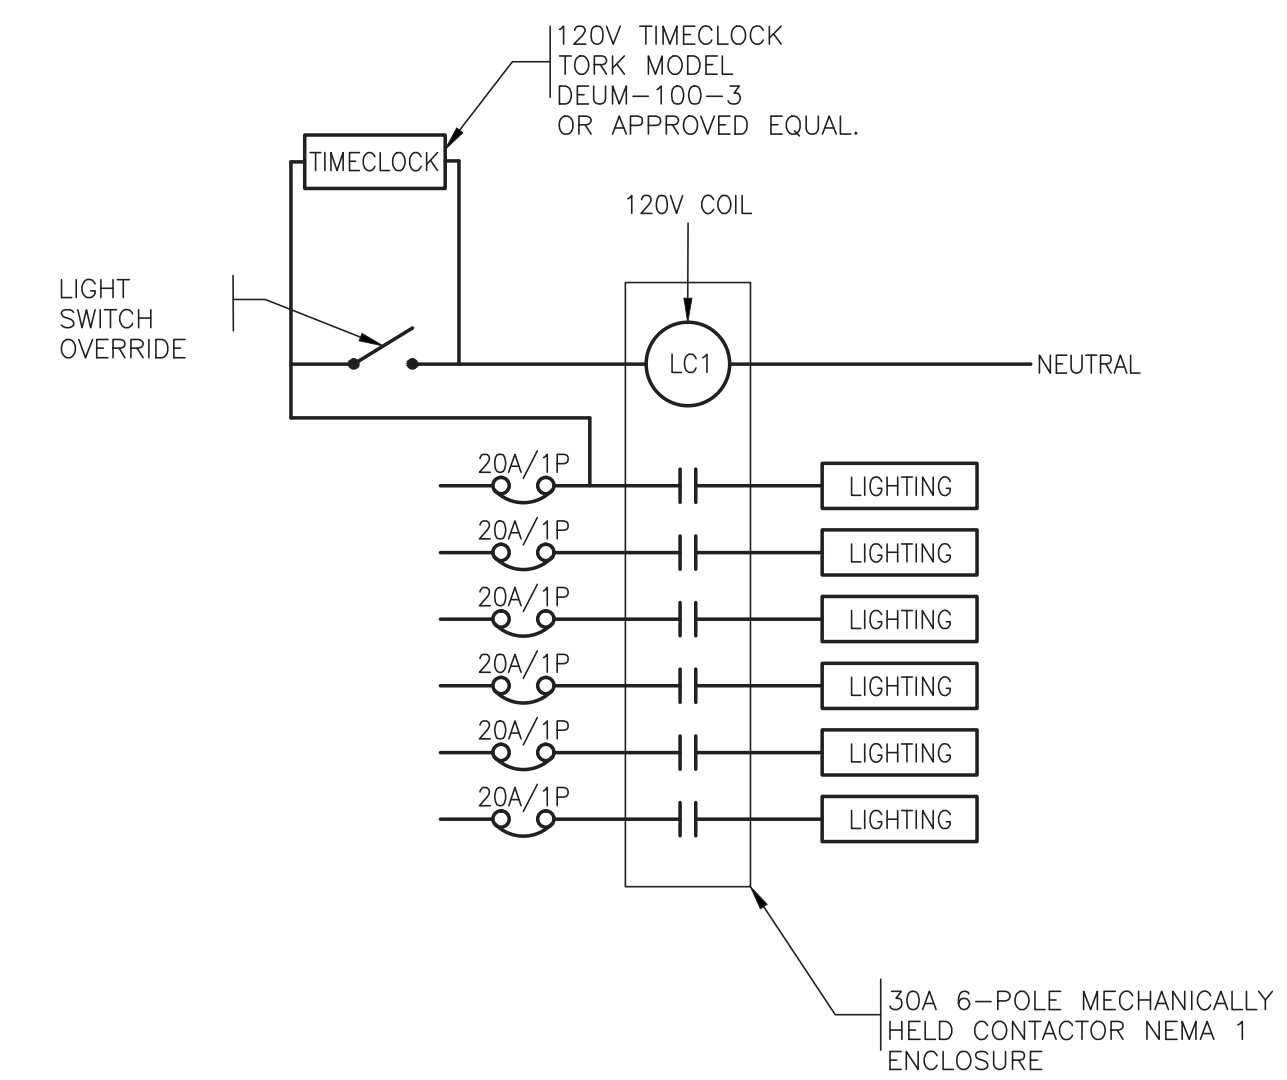 120V TIMECLOCK
TORK MODEL
DEUM-100-3
OR APPROVED EQUAL.
TIMECLOCK
120V COIL
LIGHT
SWITCH
OVERRIDE
LC1
NEUTRAL
20A/1P
LIGHTING
20A/1P
LIGHTING
20A/1P
LIGHTING
20A/1P
LIGHTING
20A/1P
LIGHTING
20A/1P
LIGHTING
30A 6-POLE MECHANICALLY
HELD CONTACTOR NEMA 1
ENCLOSURE